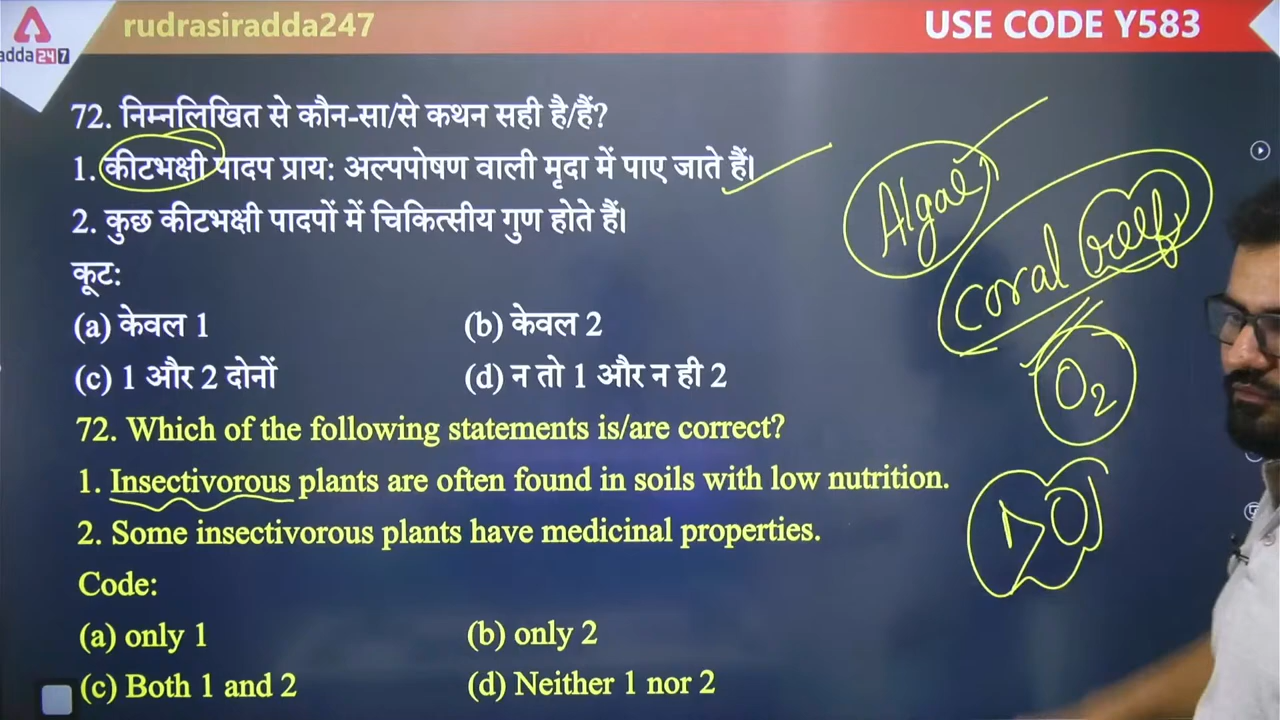 rudrasiradda247
USE CODE Y583
adda247
72. निम्नलिखित से कौन-सा/से कथन सही है/हैं?
1. कीटभक्षी पादप प्राय: अल्पपोषण वाली मृदा में पाए जाते हैं।
2. कुछ कीटभक्षी पादपों में चिकित्सीय गुण होते हैं।
कूट:
(a) केवल 1 (b) केवल 2
(c) 1 और 2 दोनों (d) न तो 1 और न ही 2
72. Which of the following statements is/are correct?
1. Insectivorous plants are often found in soils with low nutrition.
2. Some insectivorous plants have medicinal properties.
Code:
(a) only 1 (b) only 2
(c) Both 1 and 2 (d) Neither 1 nor 2
Algae
coral reef
O2